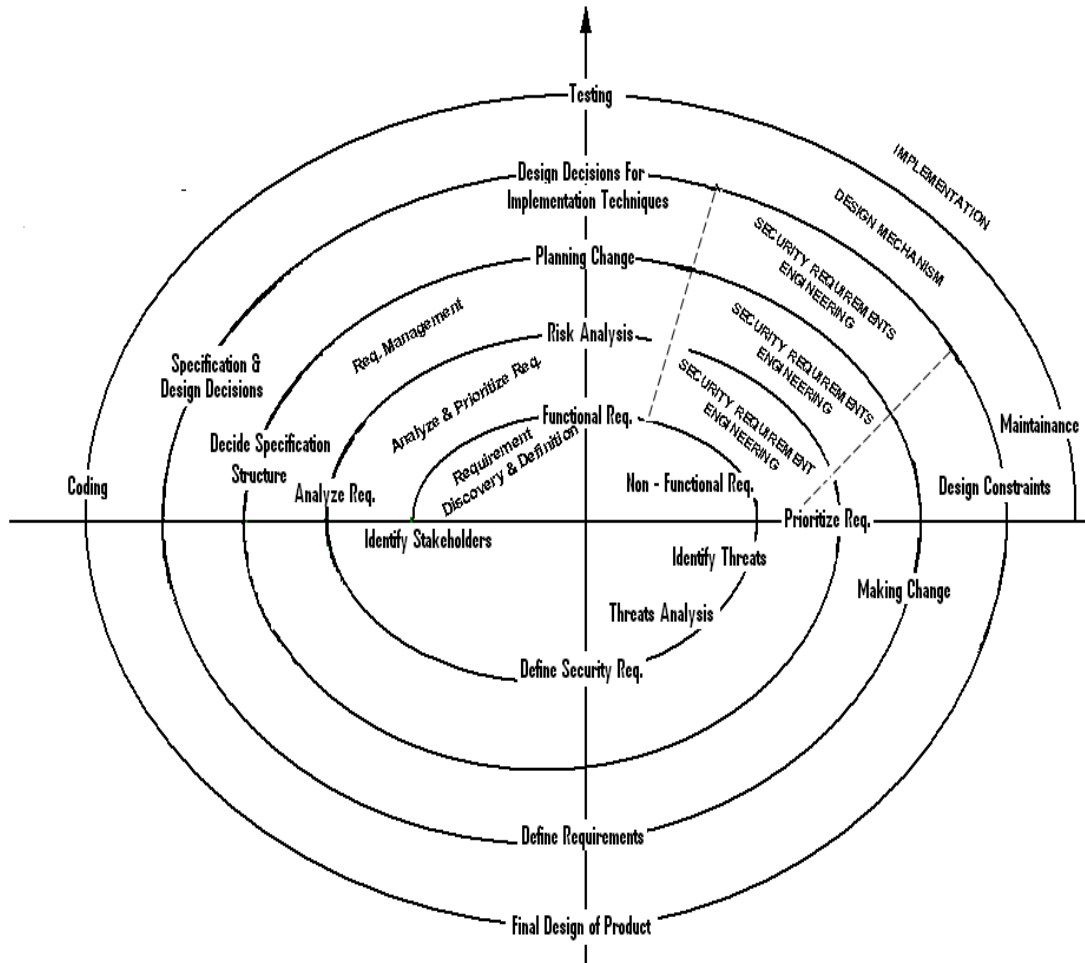 Testing
IMPLEMENTATION
Design Decisions For
Implementation Techniques
DESIGN MECHANISM
SECURITY REQUIREMENTS
ENGINEERING
Planning Change
Req. Management
SECURITY REQUIREMENTS
ENGINEERING
Risk Analysis
Specification &
Design Decisions
Analyze & Prioritize Req.
SECURITY REQUIREMENT
ENGINEERING
Functional Req.
Maintainance
Decide Specification
Structure
Requirement
Discovery & Definition
Coding
Analyze Req.
Non - Functional Req.
Design Constraints
Prioritize Req.
Identify Stakeholders
Identify Threats
Making Change
Threats Analysis
Define Security Req.
Define Requirements
Final Design of Product